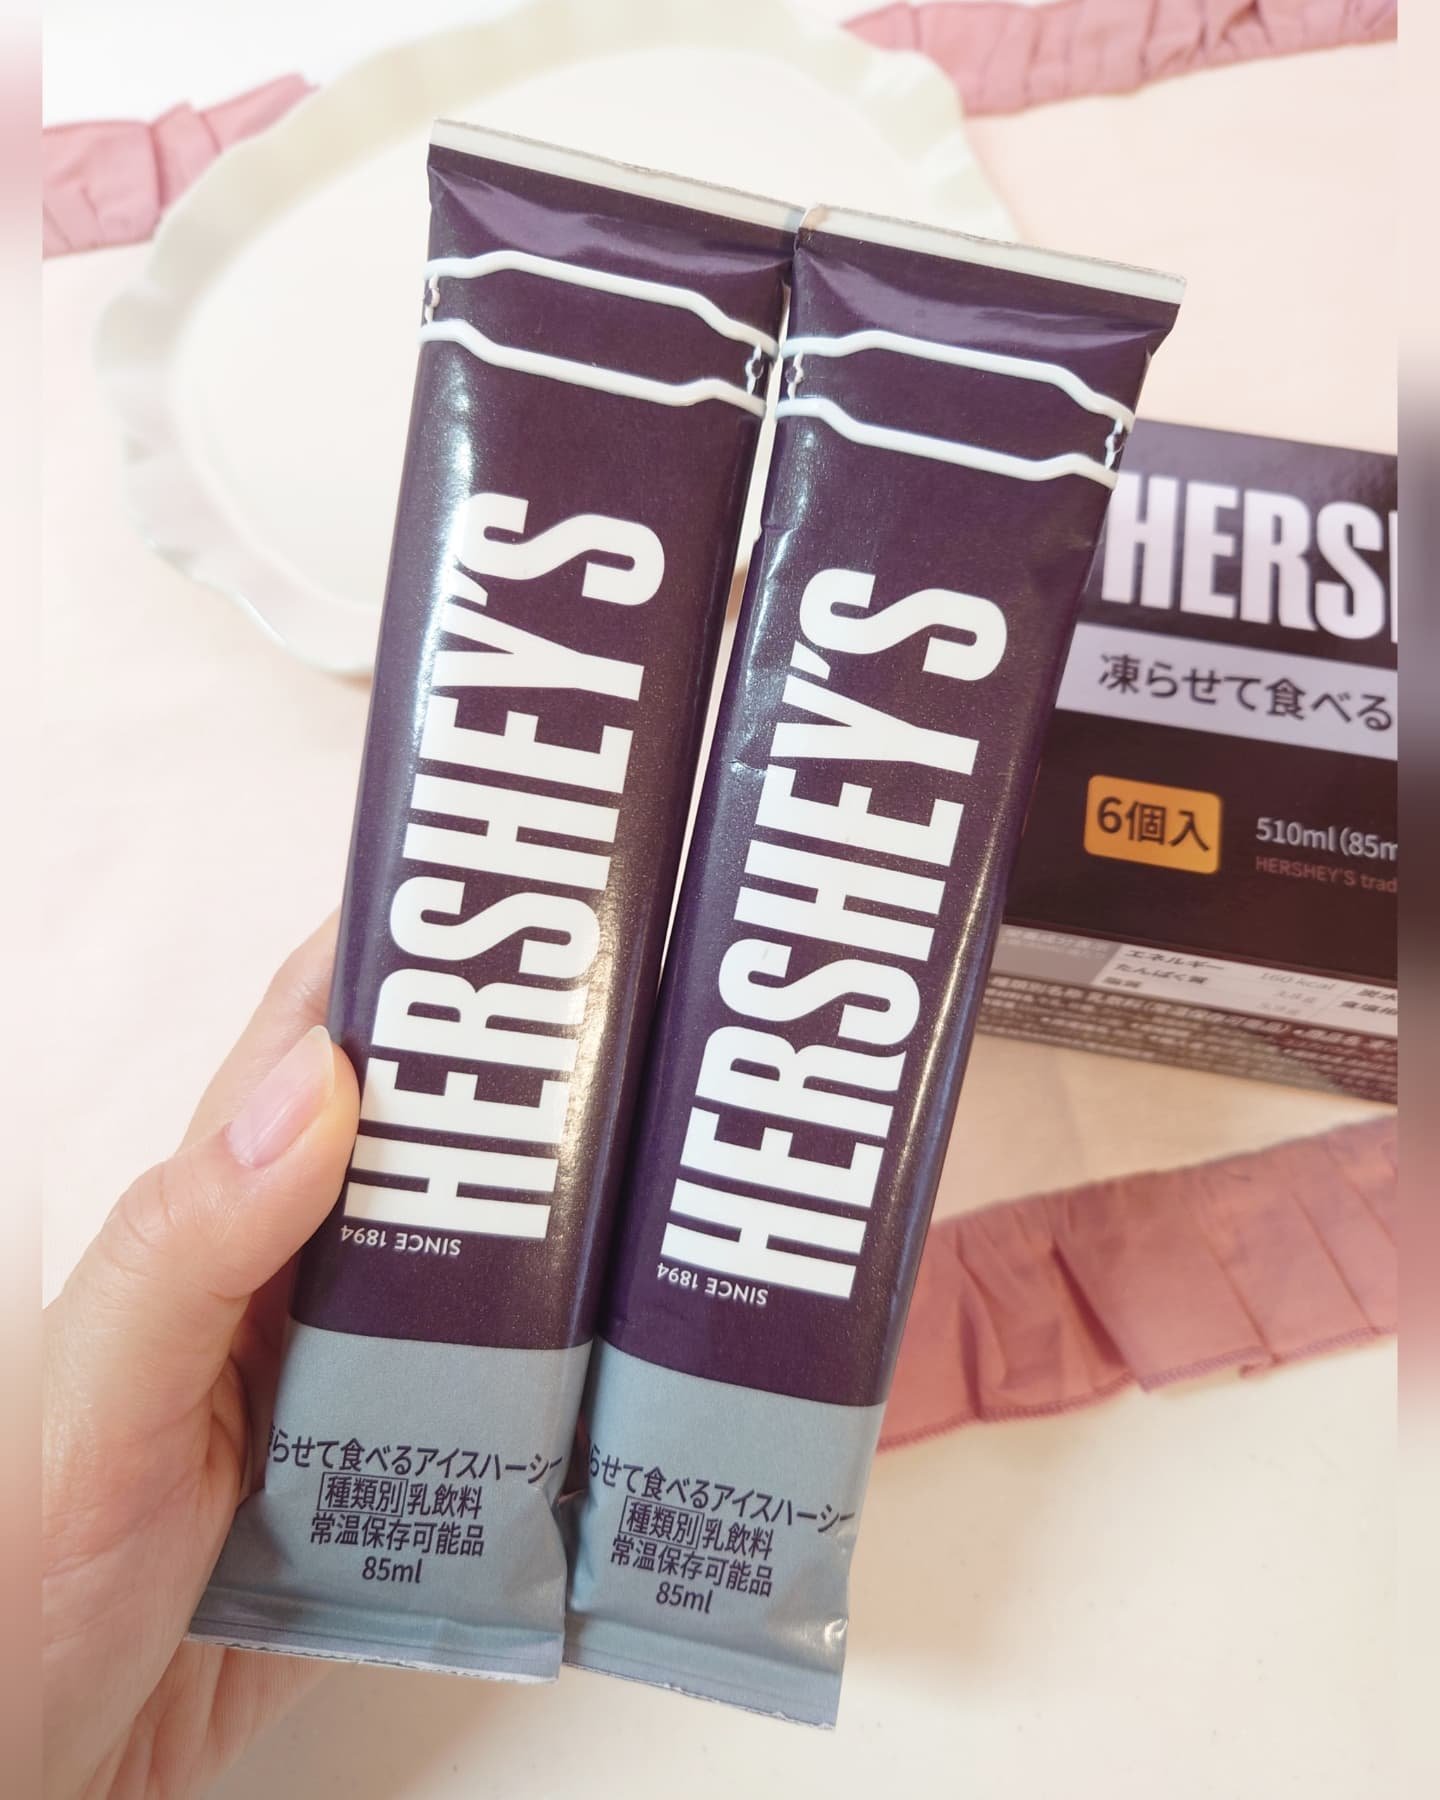 HERSHEY'S
SINCE 1894
らせて食べるアイスハーシー
種類別 乳飲料
常温保存可能品
85ml
HERSHEY'S
SINCE 1894
らせて食べるアイスハーシー
種類別 乳飲料
常温保存可能品
85ml
HERS
凍らせて食べる
6個入
510ml(85m
HERSHEY'S trad
エネルギー 160 kcal
たんぱく質
脂質